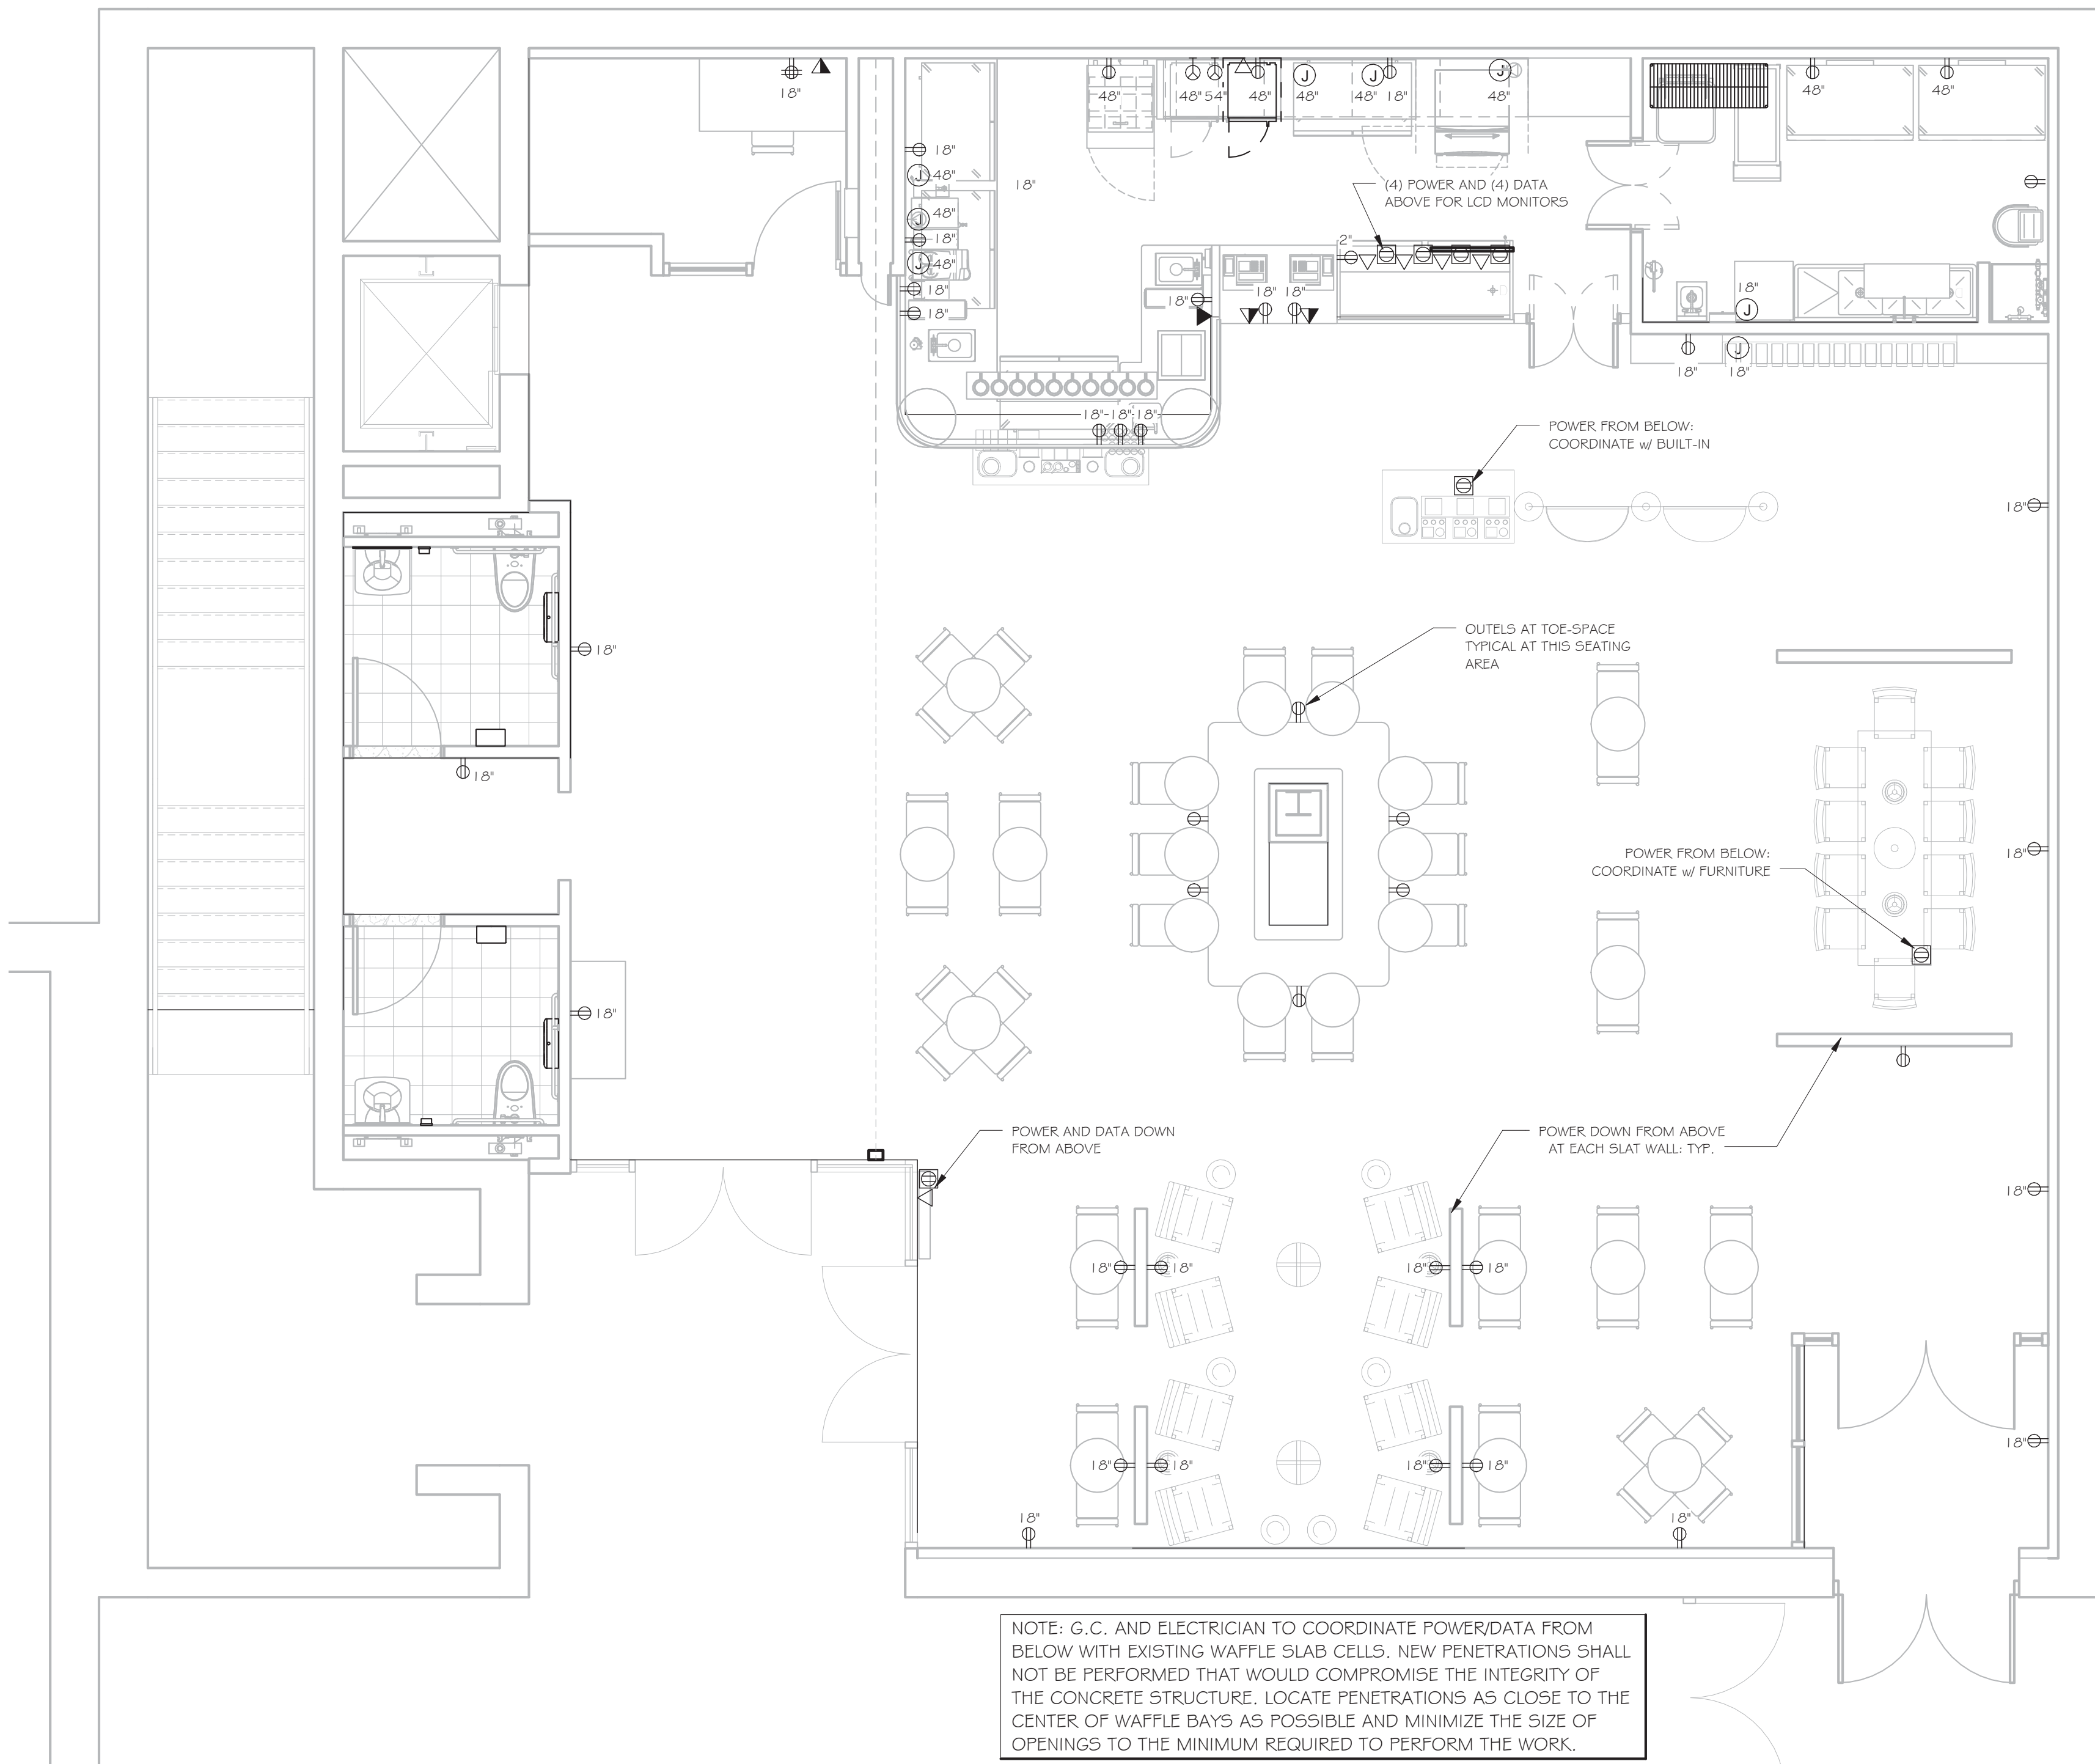 18"
48"
48" 54" 48" 48" 48" 18" 48"
48"
48"
18"
48"
18"
(4) POWER AND (4) DATA
ABOVE FOR LCD MONITORS
48"
18"
48"
18"
18"
2"
18"
18" 18"
18"
J
J
J
J
J
J
J
J
18"
18"
18"-18"-18"
POWER FROM BELOW:
COORDINATE w/ BUILT-IN
18"
OUTELS AT TOE-SPACE
TYPICAL AT THIS SEATING
AREA
18"
18"
POWER FROM BELOW:
COORDINATE w/ FURNITURE
18"
18"
POWER AND DATA DOWN
FROM ABOVE
POWER DOWN FROM ABOVE
AT EACH SLAT WALL: TYP.
18"
18" 18" 18" 18"
18"
18" 18" 18" 18"
18" 18"
NOTE: G.C. AND ELECTRICIAN TO COORDINATE POWER/DATA FROM
BELOW WITH EXISTING WAFFLE SLAB CELLS. NEW PENETRATIONS SHALL
NOT BE PERFORMED THAT WOULD COMPROMISE THE INTEGRITY OF
THE CONCRETE STRUCTURE. LOCATE PENETRATIONS AS CLOSE TO THE
CENTER OF WAFFLE BAYS AS POSSIBLE AND MINIMIZE THE SIZE OF
OPENINGS TO THE MINIMUM REQUIRED TO PERFORM THE WORK.